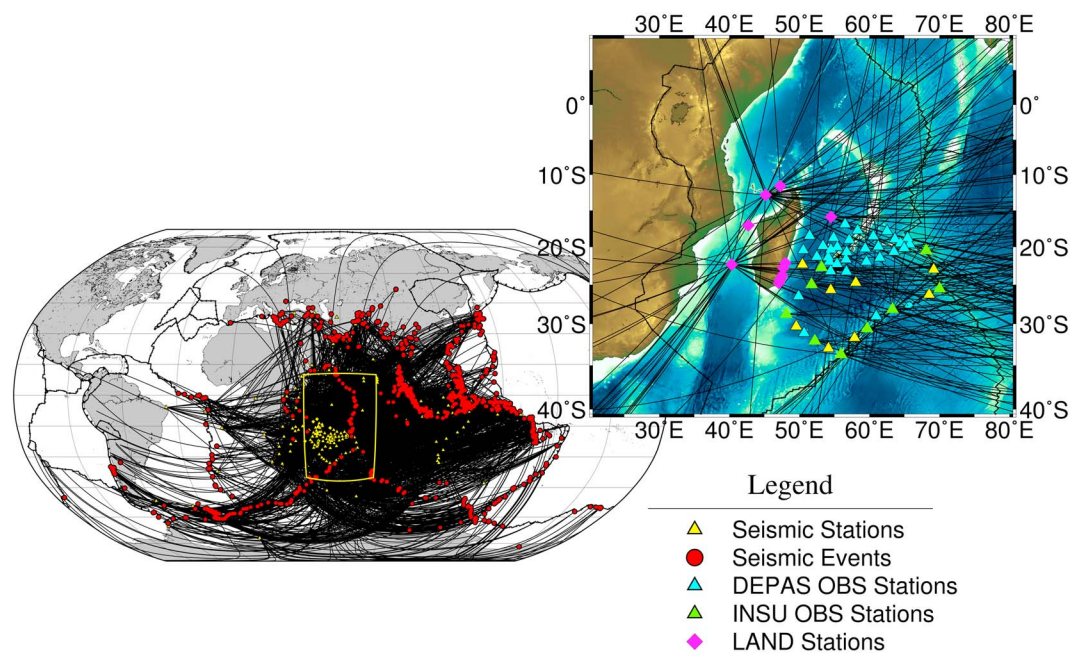 30˚E 40˚E 50˚E 60˚E 70˚E 80˚E
0˚ 0˚
10˚S 10˚S
20˚S 20˚S
30˚S 30˚S
40˚S 40˚S
30˚E 40˚E 50˚E 60˚E 70˚E 80˚E
Legend
Seismic Stations
Seismic Events
DEPAS OBS Stations
INSU OBS Stations
LAND Stations